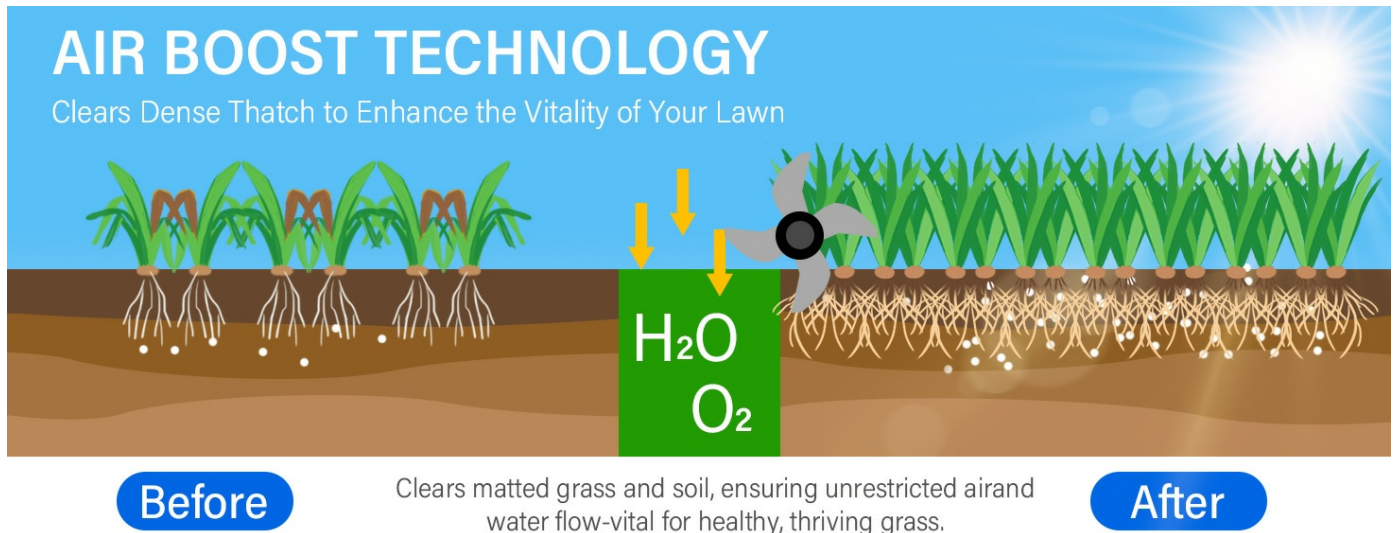 AIR BOOST TECHNOLOGY
Clears Dense Thatch to Enhance the Vitality of Your Lawn
H2O
O2
Before
Clears matted grass and soil, ensuring unrestricted airand
water flow-vital for healthy, thriving grass.
After